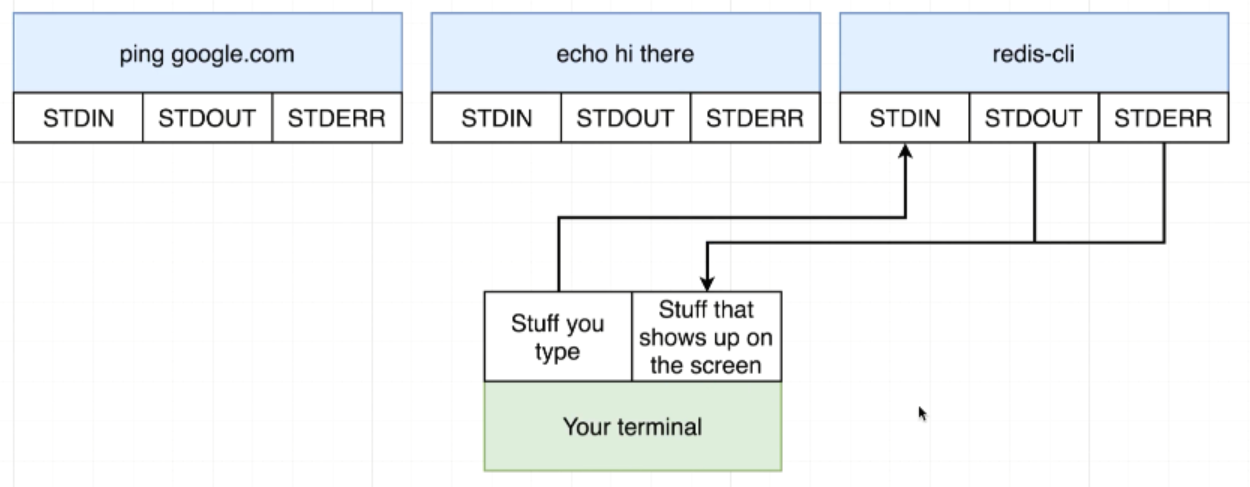 ping google.com
echo hi there
redis-cli
STDIN
STDOUT
STDERR
STDIN
STDOUT
STDERR
STDIN
STDOUT
STDERR
Stuff you
type
Stuff that
shows up on
the screen
Your terminal